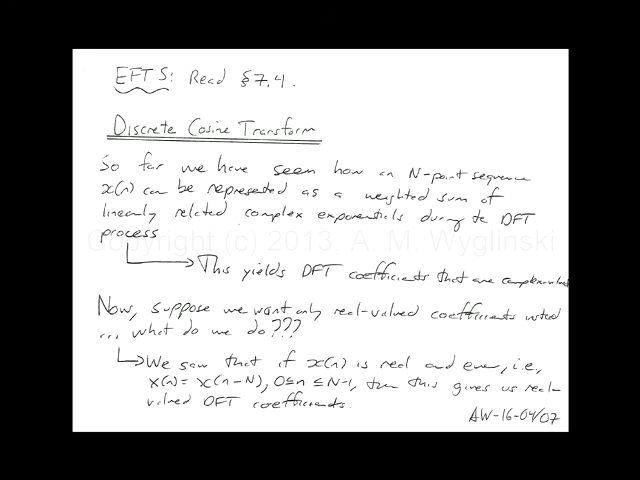 EFTS: Read §7.4.
Discrete Cosine Transform
So far we have seen how an N-point sequence
x(n) can be represented as a weighted sum of
linearly related complex exponentials during the DFT
process
Copyright (c) 2013. A. M. Wyglinski
This yields DFT coefficients that are complex-valued
Now, suppose we want only real-valued coefficients instead
... what do we do???
We saw that if x(n) is real and even, i.e.,
x(n) = x(n-N), 0≤n≤N-1, then this gives us real-
valued DFT coefficients.
AW-16-04/07